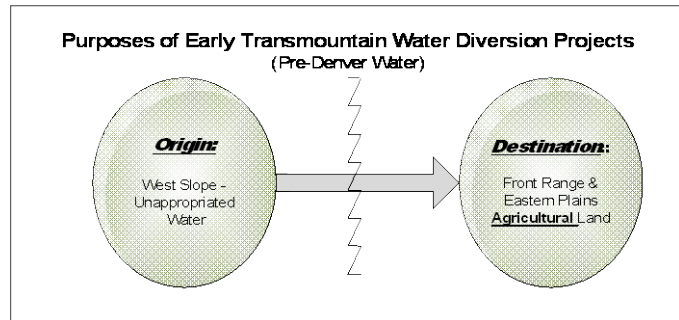 Purposes of Early Transmountain Water Diversion Projects
(Pre-Denver Water)
Origin:
West Slope -
Unappropriated
Water
Destination:
Front Range &
Eastern Plains
Agricultural Land